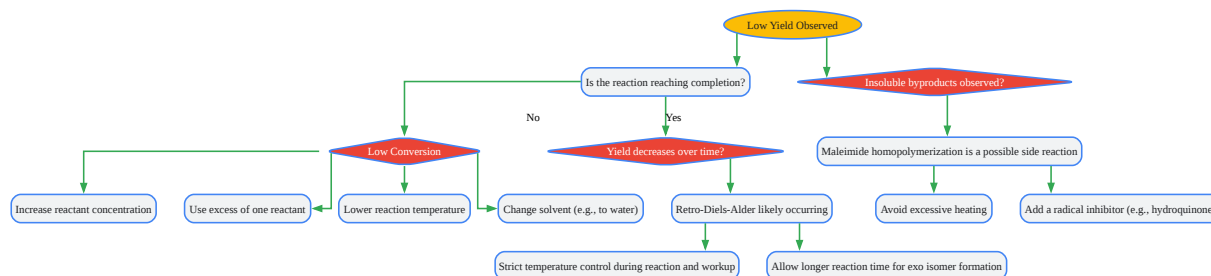 Low Yield Observed
Is the reaction reaching completion?
Insoluble byproducts observed?
No
Yes
Low Conversion
Yield decreases over time?
Maleimide homopolymerization is a possible side reaction
Increase reactant concentration
Use excess of one reactant
Lower reaction temperature
Change solvent (e.g., to water)
Retro-Diels-Alder likely occurring
Avoid excessive heating
Add a radical inhibitor (e.g., hydroquinone
Strict temperature control during reaction and workup
Allow longer reaction time for exo isomer formation